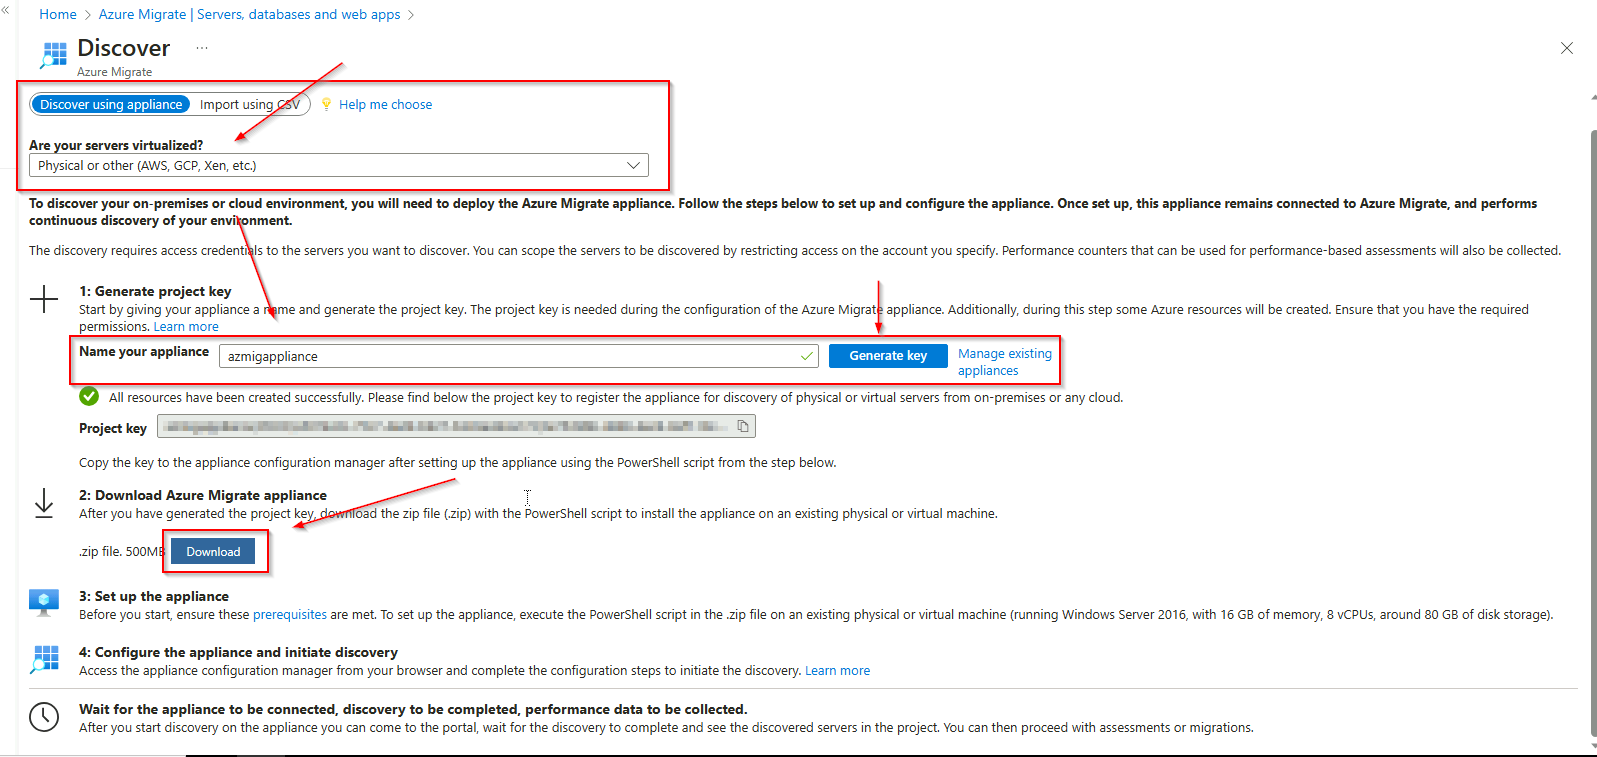 Home > Azure Migrate | Servers, databases and web apps >
Discover ...
Azure Migrate
Discover using appliance Import using CSV Help me choose
Are your servers virtualized?
Physical or other (AWS, GCP, Xen, etc.)
To discover your on-premises or cloud environment, you will need to deploy the Azure Migrate appliance. Follow the steps below to set up and configure the appliance. Once set up, this appliance remains connected to Azure Migrate, and performs
continuous discovery of your environment.
The discovery requires access credentials to the servers you want to discover. You can scope the servers to be discovered by restricting access on the account you specify. Performance counters that can be used for performance-based assessments will also be collected.
1: Generate project key
Start by giving your appliance a name and generate the project key. The project key is needed during the configuration of the Azure Migrate appliance. Additionally, during this step some Azure resources will be created. Ensure that you have the required
permissions. Learn more
Name your appliance azmigappliance Generate key Manage existing
appliances
All resources have been created successfully. Please find below the project key to register the appliance for discovery of physical or virtual servers from on-premises or any cloud.
Project key
Copy the key to the appliance configuration manager after setting up the appliance using the PowerShell script from the step below.
2: Download Azure Migrate appliance
After you have generated the project key, download the zip file (.zip) with the PowerShell script to install the appliance on an existing physical or virtual machine.
.zip file. 500MB Download
3: Set up the appliance
Before you start, ensure these prerequisites are met. To set up the appliance, execute the PowerShell script in the .zip file on an existing physical or virtual machine (running Windows Server 2016, with 16 GB of memory, 8 vCPUs, around 80 GB of disk storage).
4: Configure the appliance and initiate discovery
Access the appliance configuration manager from your browser and complete the configuration steps to initiate the discovery. Learn more
Wait for the appliance to be connected, discovery to be completed, performance data to be collected.
After you start discovery on the appliance you can come to the portal, wait for the discovery to complete and see the discovered servers in the project. You can then proceed with assessments or migrations.